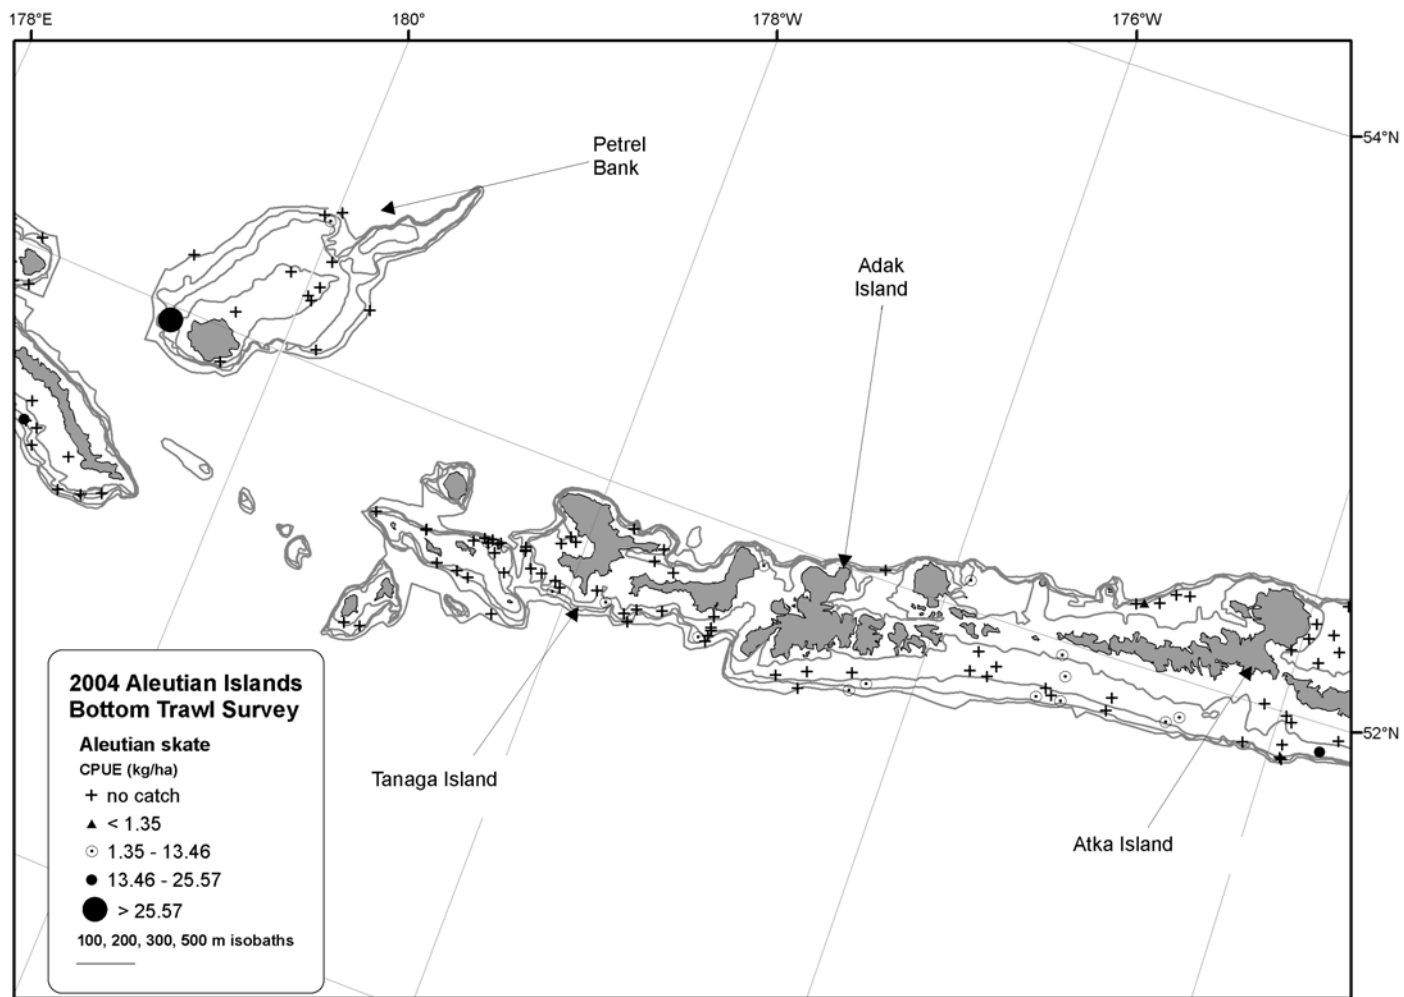 178°E
180°
178°W
176°W
54°N
Petrel
Bank
Adak
Island
2004 Aleutian Islands
Bottom Trawl Survey
Aleutian skate
CPUE (kg/ha)
no catch
< 1.35
1.35 - 13.46
13.46 - 25.57
> 25.57
100, 200, 300, 500 m isobaths
52°N
Tanaga Island
Atka Island